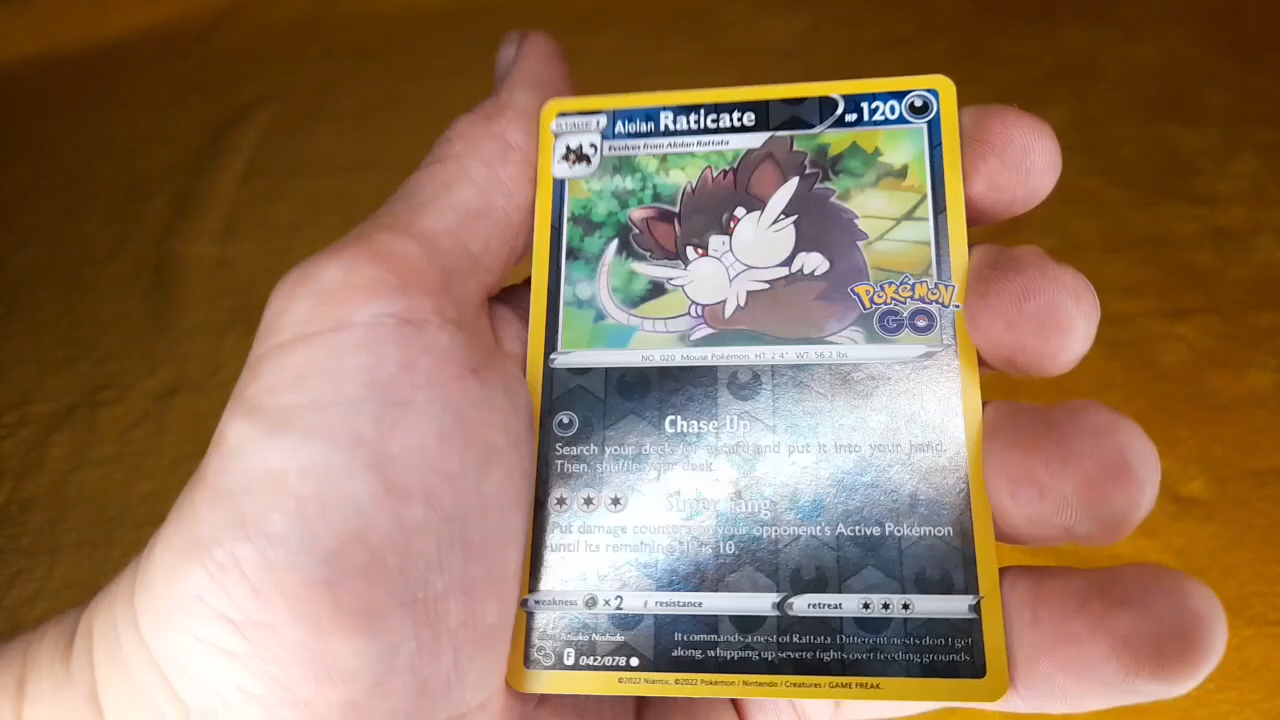 STAGE 1
Alolan Raticate
HP 120
Evolves from Alolan Rattata
Pokémon
GO
TM
NO. 020 Mouse Pokémon HT: 2'4" WT: 56.2 lbs.
Chase Up
Search your deck for a card and put it into your hand.
Then, shuffle your deck.
Super Fang
Put damage counters on your opponent's Active Pokémon
until its remaining HP is 10.
weakness ×2 resistance retreat
Illus. Atsuko Nishida
It commands a nest of Rattata. Different nests don't get
along, whipping up severe fights over feeding grounds.
F 042/078
©2022 Niantic. ©2022 Pokémon / Nintendo / Creatures / GAME FREAK.